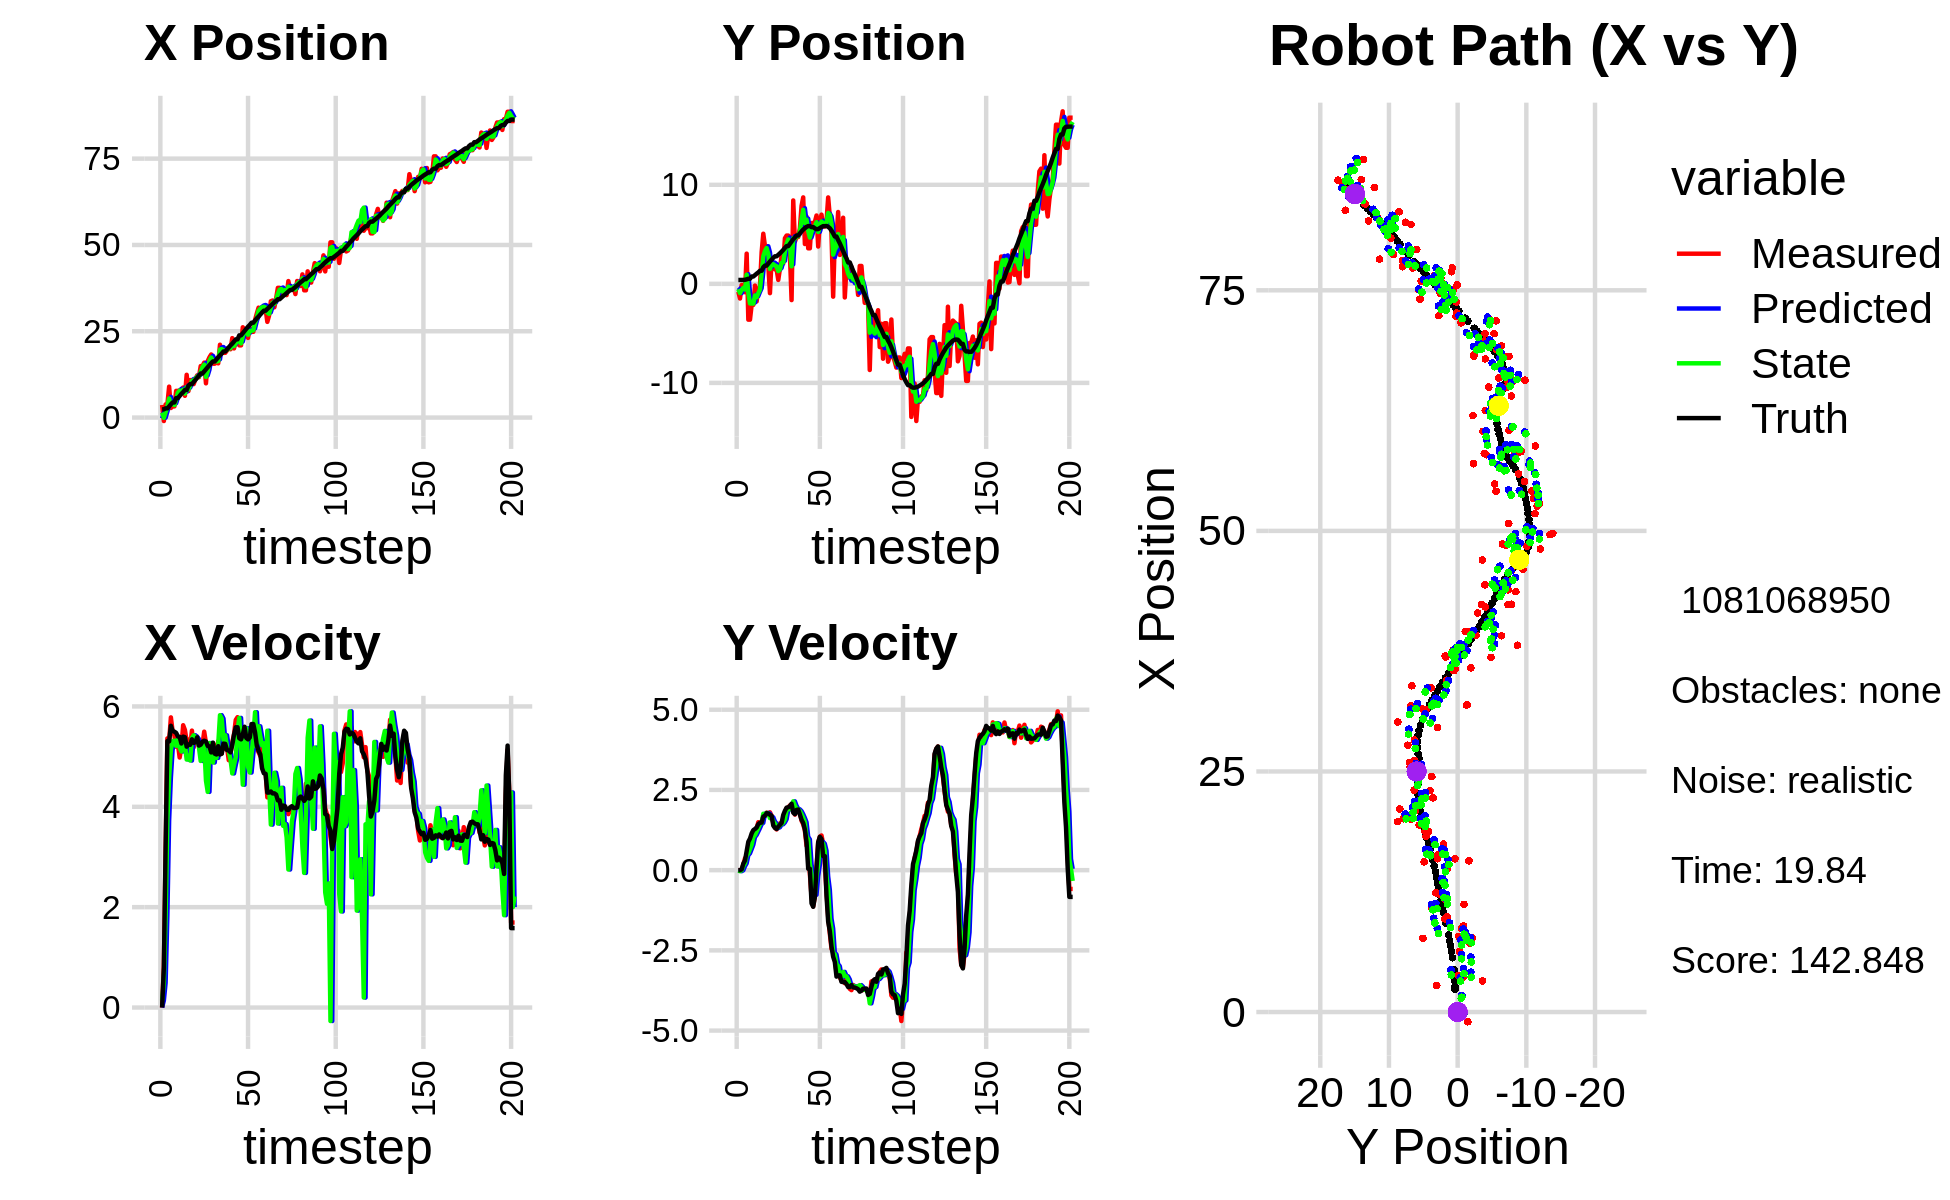 X Position
75
50
25
0
0
50
100
150
200
timestep
Y Position
10
0
-10
0
50
100
150
200
timestep
X Velocity
6
4
2
0
0
50
100
150
200
timestep
Y Velocity
5.0
2.5
0.0
-2.5
-5.0
0
50
100
150
200
timestep
Robot Path (X vs Y)
X Position
75
50
25
0
20 10 0 -10 -20
Y Position
variable
Measured
Predicted
State
Truth
1081068950
Obstacles: none
Noise: realistic
Time: 19.84
Score: 142.848